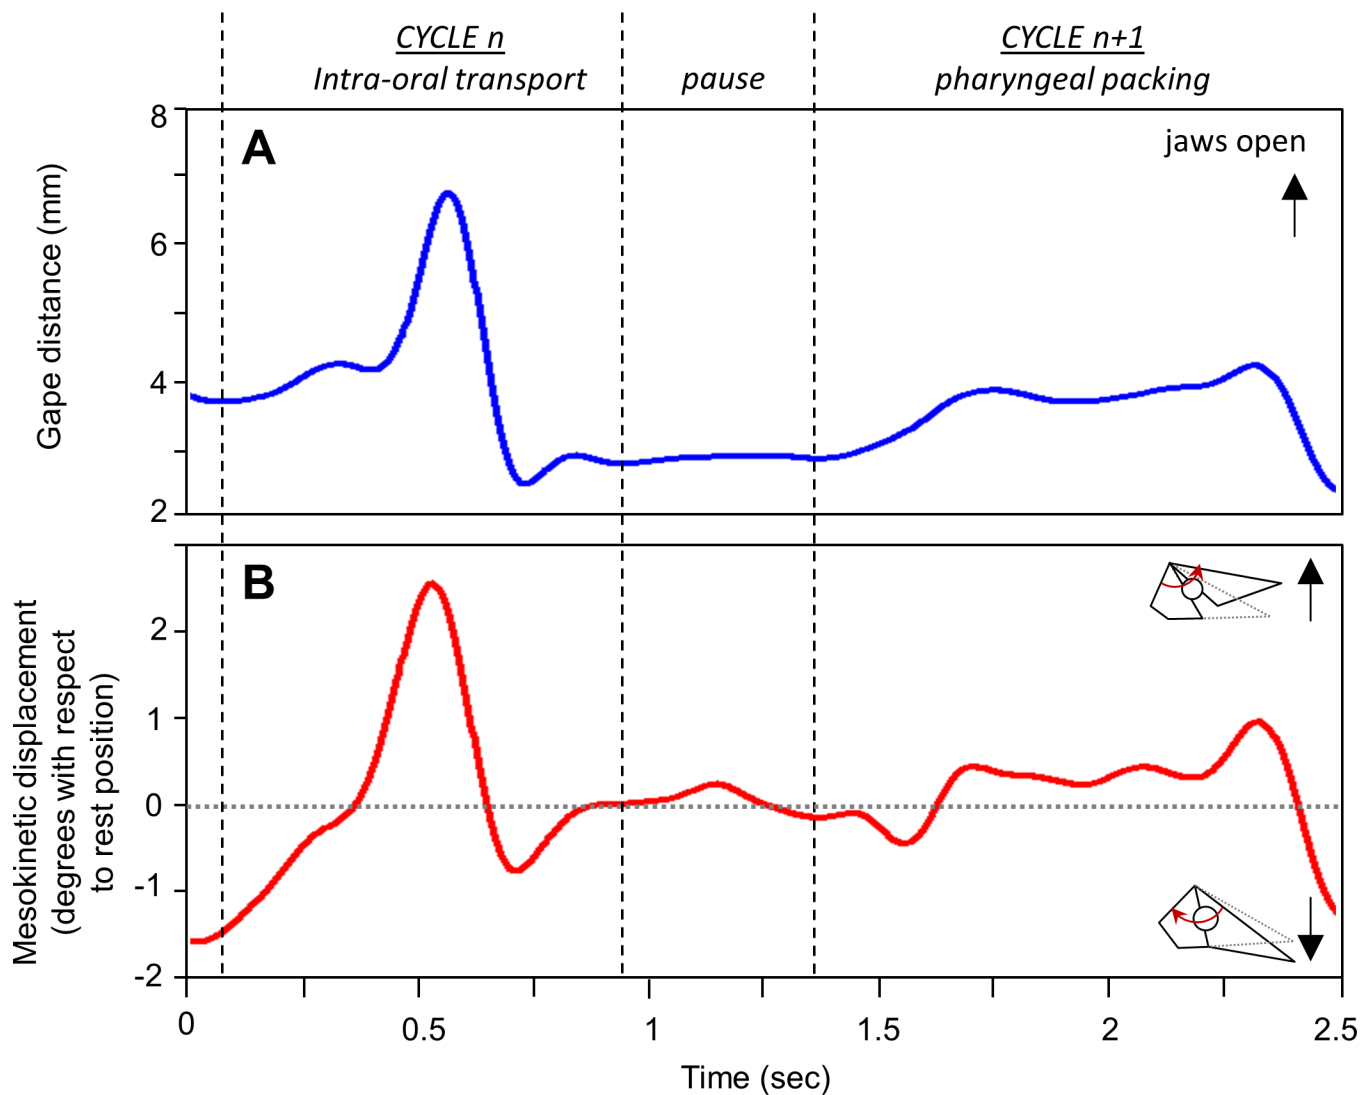 CYCLE n
Intra-oral transport
pause
CYCLE n+1
pharyngeal packing
A
jaws open
Gape distance (mm)
8
6
4
2
B
Mesokinetic displacement
(degrees with respect
to rest position)
2
1
0
-1
-2
0
0.5
1
1.5
2
2.5
Time (sec)